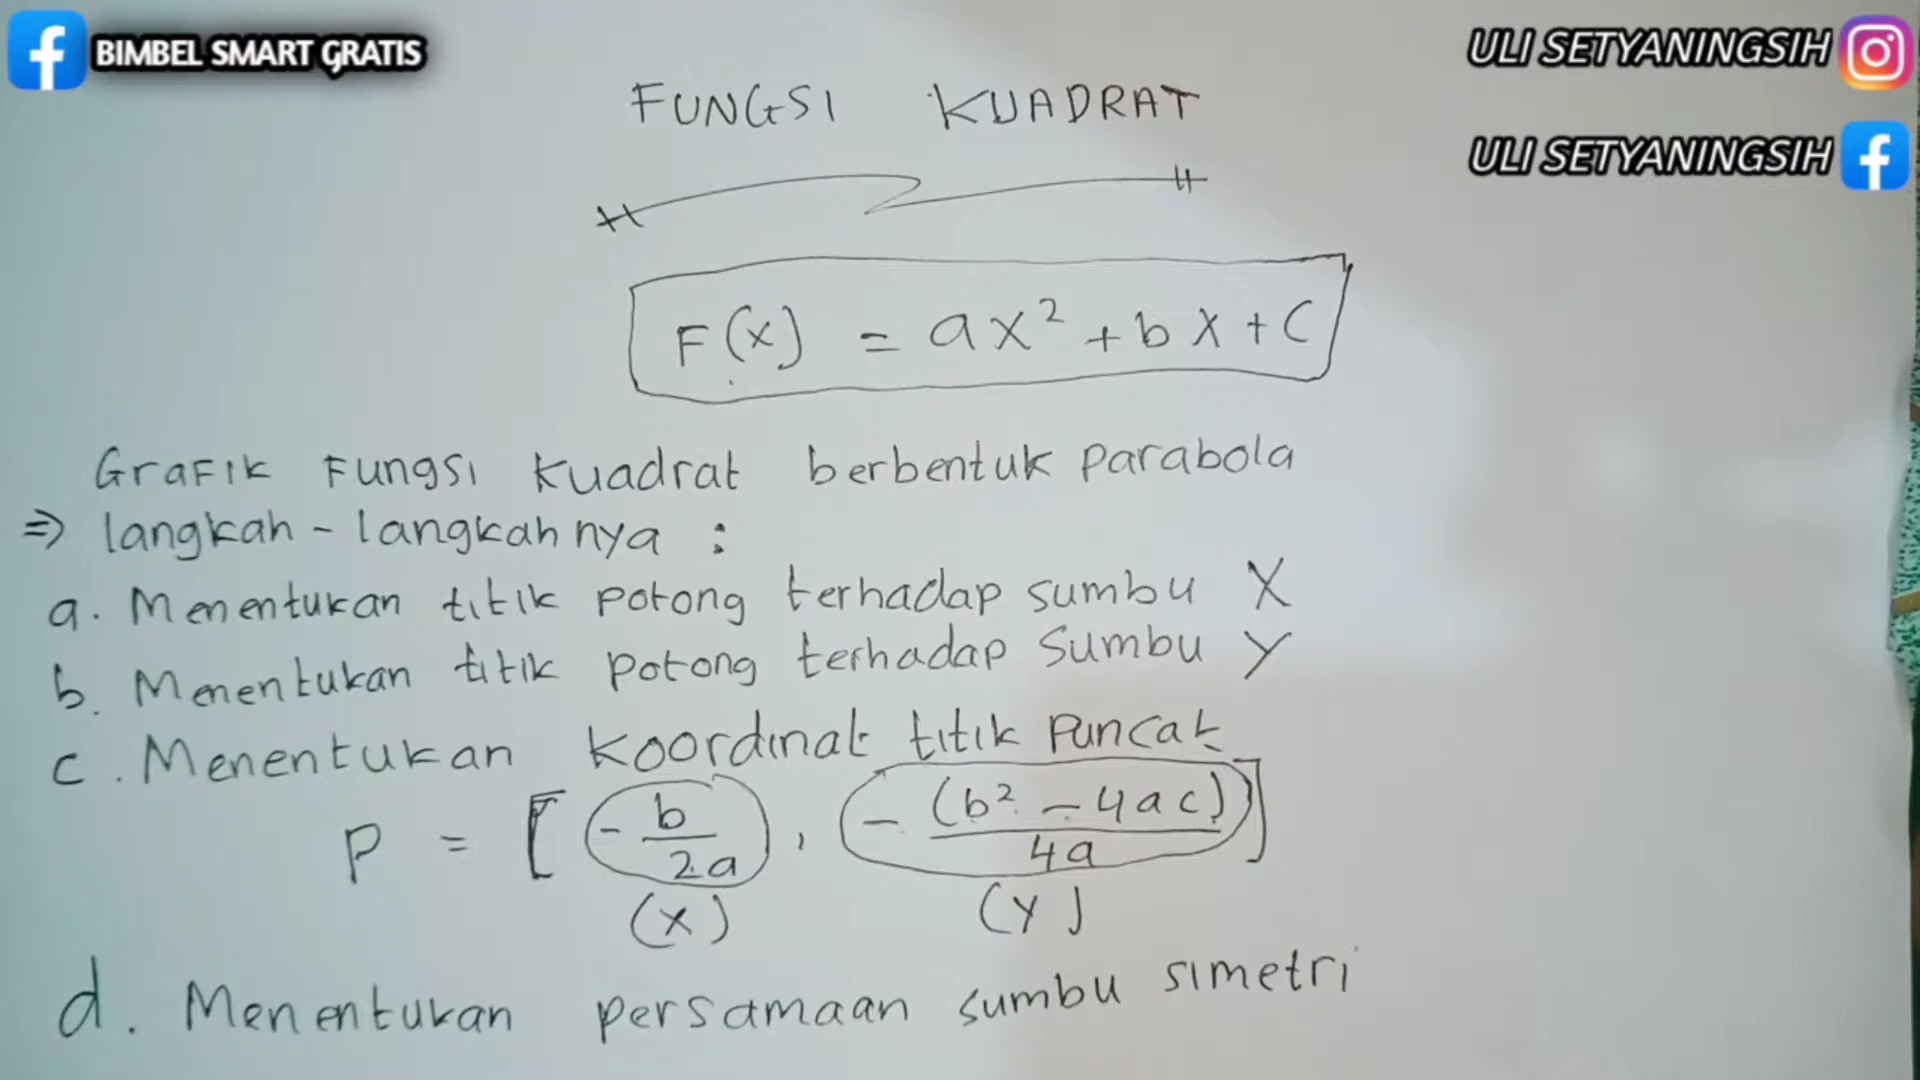 BIMBEL SMART GRATIS
ULI SETYANINGSIH
ULI SETYANINGSIH
FUNGSI KUADRAT
F(x) = ax² + bx + c
Grafik Fungsi Kuadrat berbentuk parabola
⇒ langkah - langkahnya :
a. Menentukan titik potong terhadap sumbu X
b. Menentukan titik potong terhadap Sumbu Y
c. Menentukan koordinat titik Puncak
P = [ - b/2a , - (b² - 4ac)/4a ]
(x) (y)
d. Menentukan persamaan sumbu simetri